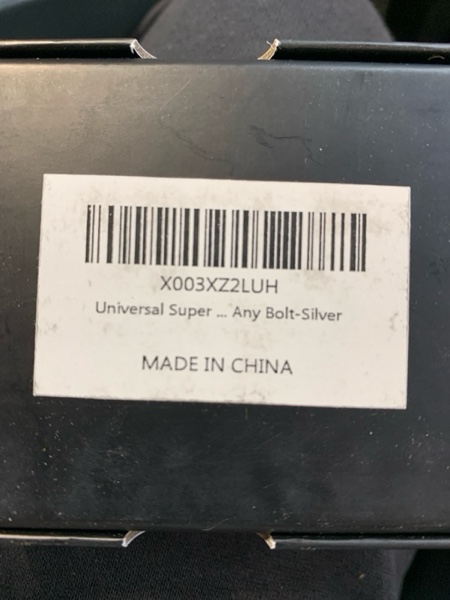 X003XZ2LUH
Universal Super ... Any Bolt-Silver
MADE IN CHINA